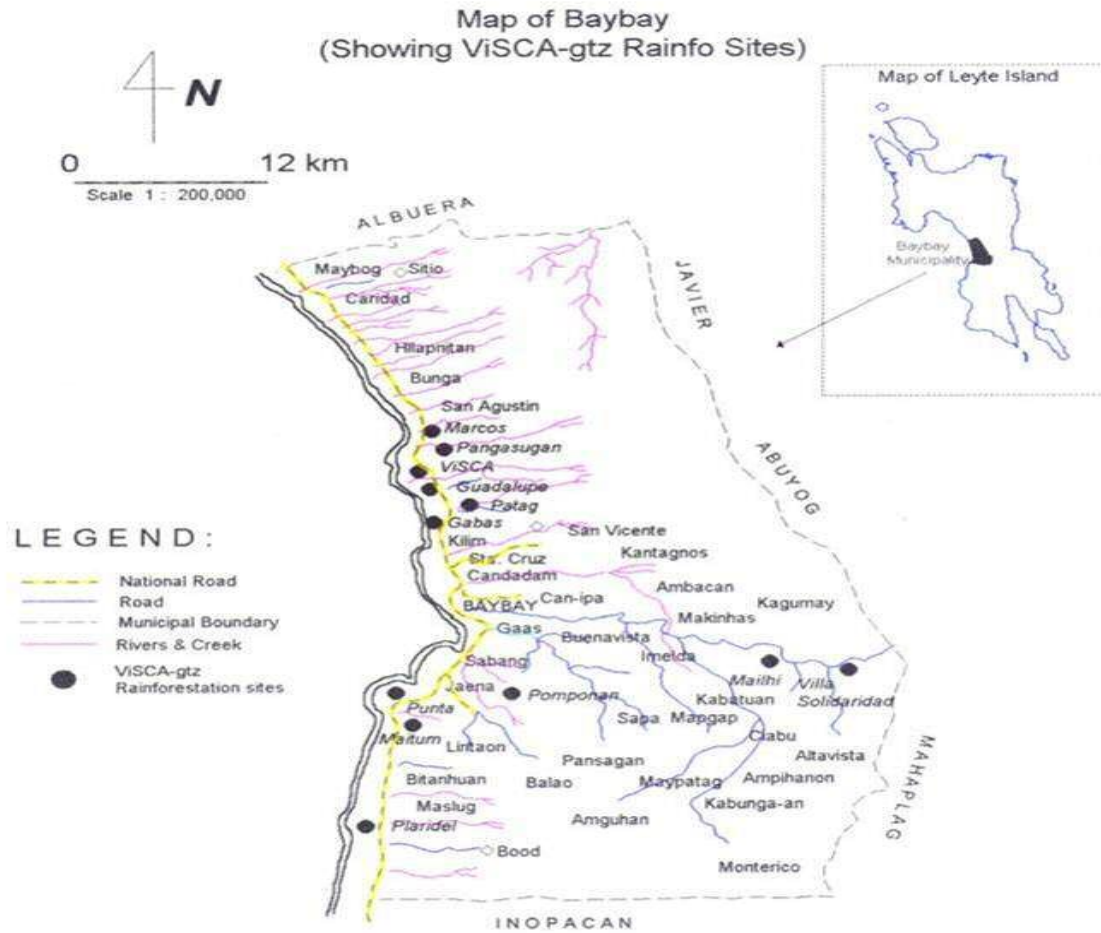 Map of Baybay
(Showing ViSCA-gtz Rainfo Sites)
N
0 12 km
Scale 1 : 200,000
Map of Leyte Island
Baybay
Municipality
ALBUERA
JAVIER
ABUYOG
MAHAPLAG
INOPACAN
Maybog
Sitio
Caridad
Hilapnitan
Bunga
San Agustin
Marcos
Pangasugan
ViSCA
Guadalupe
Patag
Gabas
Kilim
San Vicente
Sta. Cruz
Kantagnos
Candadam
Ambacan
BAYBAY
Can-ipa
Kagumay
Makinhas
Gaas
Buenavista
Imelda
Sabang
Mailhi
Villa
Solidaridad
Jaena
Pomponan
Kabatuan
Punta
Sapa
Mapgap
Maitum
Ciabu
Lintaon
Altavista
Pansagan
Bitanhuan
Balao
Maypatag
Ampihanon
Maslug
Kabunga-an
Amguhan
Plaridel
Bood
Monterico
LEGEND:
National Road
Road
Municipal Boundary
Rivers & Creek
ViSCA-gtz
Rainforestation sites